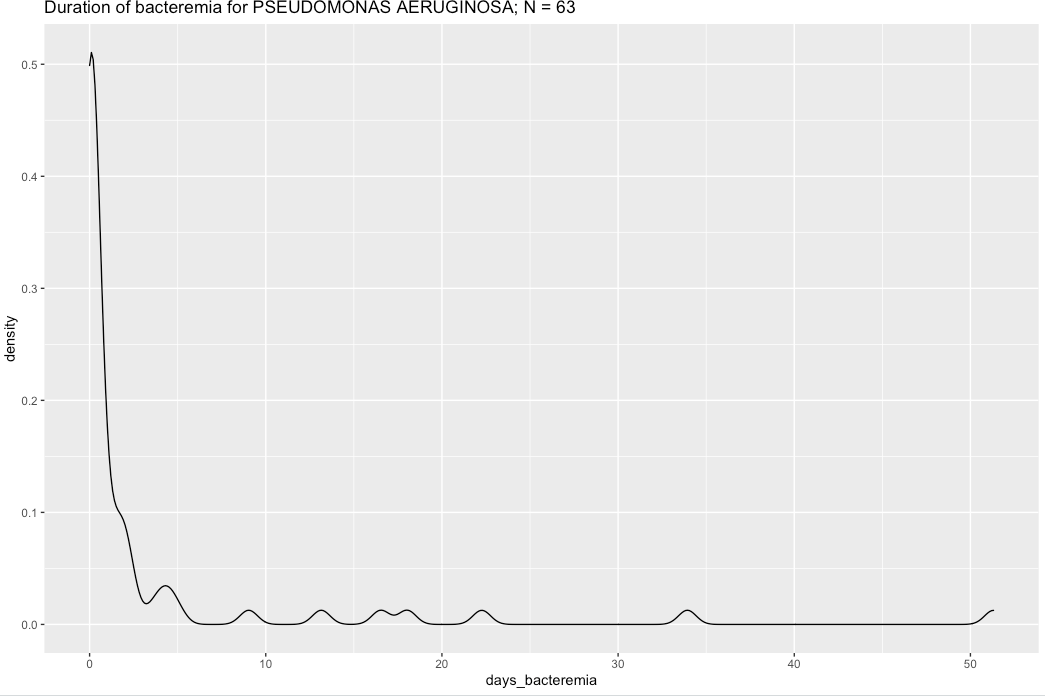 Duration of bacteremia for PSEUDOMONAS AERUGINOSA; N = 63
0.5
0.4
0.3
0.2
0.1
0.0
density
0 10 20 30 40 50
days_bacteremia